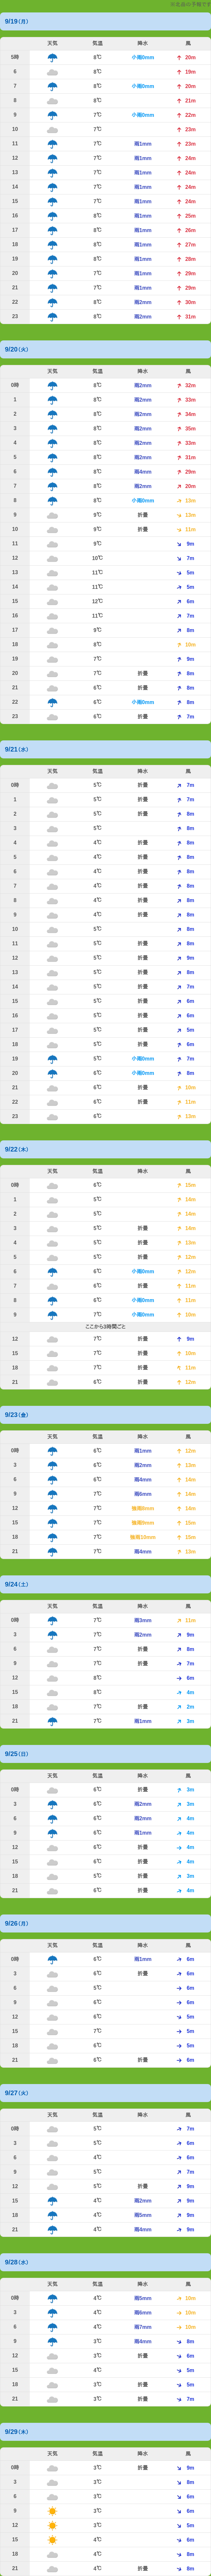 の予報です
9/19(月)
天気 気温 降水 風
5時 8℃ 小雨0mm 20m
6 8℃ 19m
7 8℃ 小雨0mm 20m
8 8℃ 21m
9 7℃ 小雨0mm 22m
10 7℃ 23m
11 7℃ 雨1mm 23m
12 7℃ 雨1mm 24m
13 7℃ 雨1mm 24m
14 7℃ 雨1mm 24m
15 7℃ 雨1mm 24m
16 8℃ 雨1mm 25m
17 8℃ 雨1mm 26m
18 8℃ 雨1mm 27m
19 8℃ 雨1mm 28m
20 7℃ 雨1mm 29m
21 7℃ 雨1mm 29m
22 8℃ 雨2mm 30m
23 8℃ 雨2mm 31m
9/20(火)
天気 気温 降水 風
0時 8℃ 雨2mm 32m
1 8℃ 雨2mm 33m
2 8℃ 雨2mm 34m
3 8℃ 雨2mm 35m
4 8℃ 雨2mm 33m
5 8℃ 雨2mm 31m
6 8℃ 雨4mm 29m
7 8℃ 雨2mm 20m
8 8℃ 小雨0mm 13m
9 9℃ 折畳 13m
10 9℃ 折畳 11m
11 9℃ 9m
12 10℃ 7m
13 11℃ 5m
14 11℃ 5m
15 12℃ 6m
16 11℃ 7m
17 9℃ 8m
18 8℃ 10m
19 7℃ 9m
20 7℃ 折畳 8m
21 6℃ 折畳 8m
22 6℃ 小雨0mm 8m
23 6℃ 折畳 7m
9/21(水)
天気 気温 降水 風
0時 5℃ 折畳 7m
1 5℃ 折畳 7m
2 5℃ 折畳 8m
3 5℃ 8m
4 4℃ 折畳 8m
5 4℃ 折畳 8m
6 4℃ 折畳 8m
7 4℃ 折畳 8m
8 4℃ 折畳 8m
9 4℃ 折畳 8m
10 5℃ 8m
11 5℃ 折畳 8m
12 5℃ 折畳 9m
13 5℃ 折畳 8m
14 5℃ 折畳 7m
15 5℃ 折畳 6m
16 5℃ 折畳 6m
17 5℃ 折畳 5m
18 5℃ 折畳 6m
19 5℃ 小雨0mm 7m
20 6℃ 小雨0mm 8m
21 6℃ 折畳 10m
22 6℃ 折畳 11m
23 6℃ 13m
9/22(木)
天気 気温 降水 風
0時 6℃ 15m
1 5℃ 14m
2 5℃ 14m
3 5℃ 折畳 14m
4 5℃ 折畳 13m
5 5℃ 折畳 12m
6 6℃ 小雨0mm 12m
7 6℃ 折畳 11m
8 6℃ 小雨0mm 11m
9 7℃ 小雨0mm 10m
ここから3時間ごと
12 7℃ 折畳 9m
15 7℃ 折畳 10m
18 7℃ 折畳 11m
21 6℃ 折畳 12m
9/23(金)
天気 気温 降水 風
0時 6℃ 雨1mm 12m
3 6℃ 雨2mm 13m
6 6℃ 雨4mm 14m
9 7℃ 雨6mm 14m
12 7℃ 強雨8mm 14m
15 7℃ 強雨9mm 15m
18 7℃ 強雨10mm 16m
21 7℃ 雨4mm 15m
9/24(土)
天気 気温 降水 風
0時 7℃ 雨3mm 11m
3 7℃ 雨2mm 9m
6 7℃ 折畳 8m
9 7℃ 折畳 7m
12 8℃ 6m
15 8℃ 4m
18 7℃ 折畳 2m
21 7℃ 雨1mm 3m
9/25(日)
天気 気温 降水 風
0時 6℃ 折畳 3m
3 6℃ 雨2mm 3m
6 6℃ 雨2mm 4m
9 6℃ 雨1mm 4m
12 6℃ 折畳 4m
15 6℃ 折畳 4m
18 5℃ 折畳 3m
21 6℃ 折畳 4m
9/26(月)
天気 気温 降水 風
0時 6℃ 雨1mm 6m
3 6℃ 折畳 6m
6 5℃ 5m
9 6℃ 6m
12 6℃ 5m
15 7℃ 5m
18 5℃ 5m
21 6℃ 折畳 6m
9/27(火)
天気 気温 降水 風
0時 5℃ 7m
3 5℃ 6m
6 4℃ 6m
9 5℃ 7m
12 5℃ 折畳 9m
15 4℃ 雨2mm 9m
18 4℃ 雨5mm 9m
21 4℃ 雨4mm 9m
9/28(水)
天気 気温 降水 風
0時 4℃ 雨5mm 10m
3 4℃ 雨6mm 10m
6 4℃ 雨7mm 10m
9 3℃ 雨4mm 8m
12 3℃ 折畳 6m
15 4℃ 5m
18 3℃ 折畳 5m
21 3℃ 折畳 7m
9/29(木)
天気 気温 降水 風
0時 3℃ 折畳 9m
3 3℃ 8m
6 3℃ 6m
9 3℃ 6m
12 3℃ 5m
15 4℃ 6m
18 4℃ 折畳 8m
21 4℃ 折畳 8m